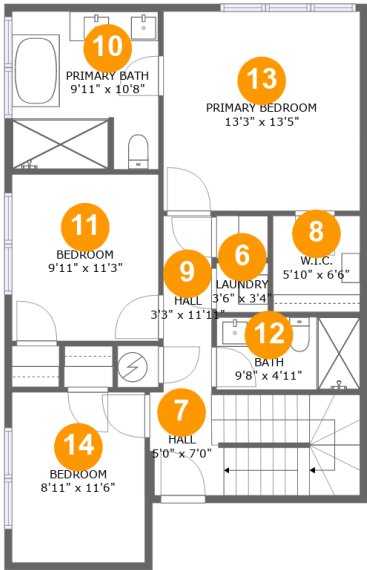 10
PRIMARY BATH
9'11" x 10'8"
13
PRIMARY BEDROOM
13'3" x 13'5"
11
BEDROOM
9'11" x 11'3"
9
HALL
3'3" x 11'11"
6
LAUNDRY
3'6" x 3'4"
8
W.I.C.
5'10" x 6'6"
12
BATH
9'8" x 4'11"
7
HALL
5'0" x 7'0"
14
BEDROOM
8'11" x 11'6"